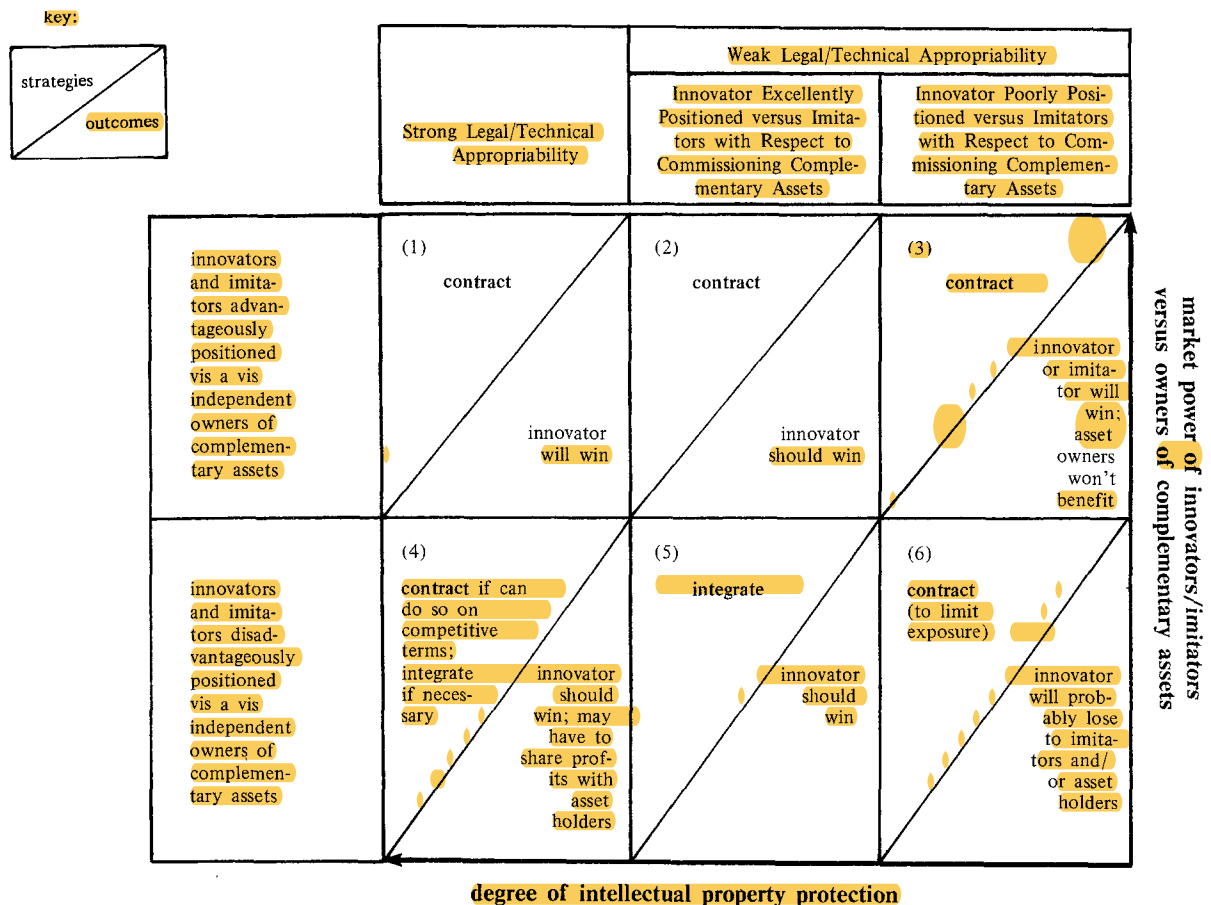 key:
strategies
outcomes
Strong Legal/Technical
Appropriability
Weak Legal/Technical Appropriability
Innovator Excellently
Positioned versus Imita-
tors with Respect to
Commissioning Comple-
mentary Assets
Innovator Poorly Posi-
tioned versus Imitators
with Respect to Com-
missioning Complemen-
tary Assets
innovators
and imita-
tors advan-
tageously
positioned
vis a vis
independent
owners of
complemen-
tary assets
(1)
contract
innovator
will win
(2)
contract
innovator
should win
(3)
contract
innovator
or imita-
tor will
win;
asset
owners
won't
benefit
innovators
and imita-
tors disad-
vantageously
positioned
vis a vis
independent
owners of
complemen-
tary assets
(4)
contract if can
do so on
competitive
terms;
integrate
if neces-
sary
innovator
should
win; may
have to
share prof-
its with
asset
holders
(5)
integrate
innovator
should
win
(6)
contract
(to limit
exposure)
innovator
will prob-
ably lose
to imita-
tors and/
or asset
holders
market power of innovators/imitators
versus owners of complementary assets
degree of intellectual property protection